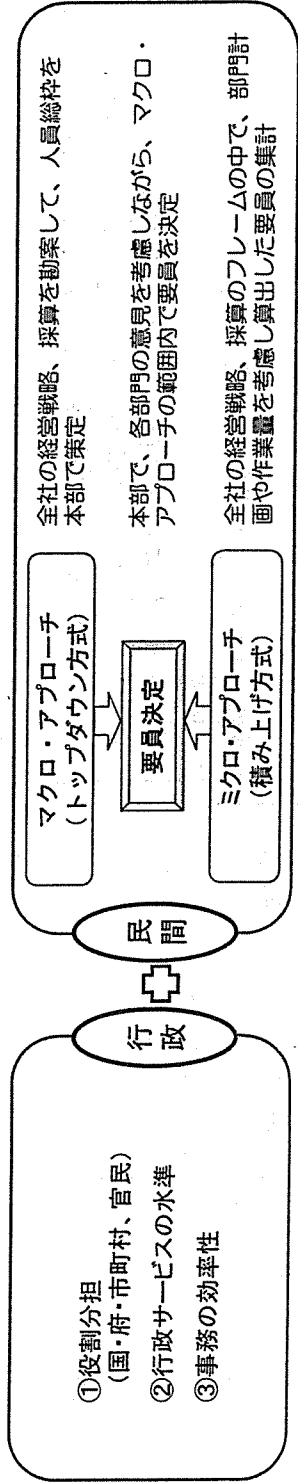 ①役割分担
(国・府・市町村、官民)
②行政サービスの水準
③事務の効率性
行政
民間
マクロ・アプローチ
(トップダウン方式)
全社の経営戦略、採算を勘案して、人員総枠を
本部で策定
要員決定
本部で、各部門の意見を考慮しながら、マクロ・
アプローチの範囲内で要員を決定
ミクロ・アプローチ
(積み上げ方式)
全社の経営戦略、採算のフレームの中で、部門計
画や作業量を考慮し算出した要員の集計